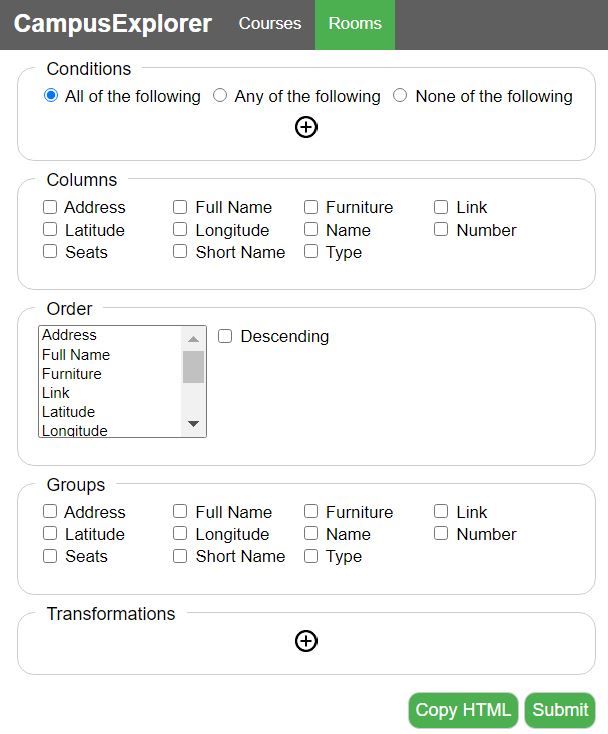 CampusExplorer Courses Rooms
Conditions
All of the following Any of the following None of the following
Columns
Address Full Name Furniture Link
Latitude Longitude Name Number
Seats Short Name Type
Order
Address
Descending
Full Name
Furniture
Link
Latitude
Longitude
Groups
Address Full Name Furniture Link
Latitude Longitude Name Number
Seats Short Name Type
Transformations
Copy HTML Submit